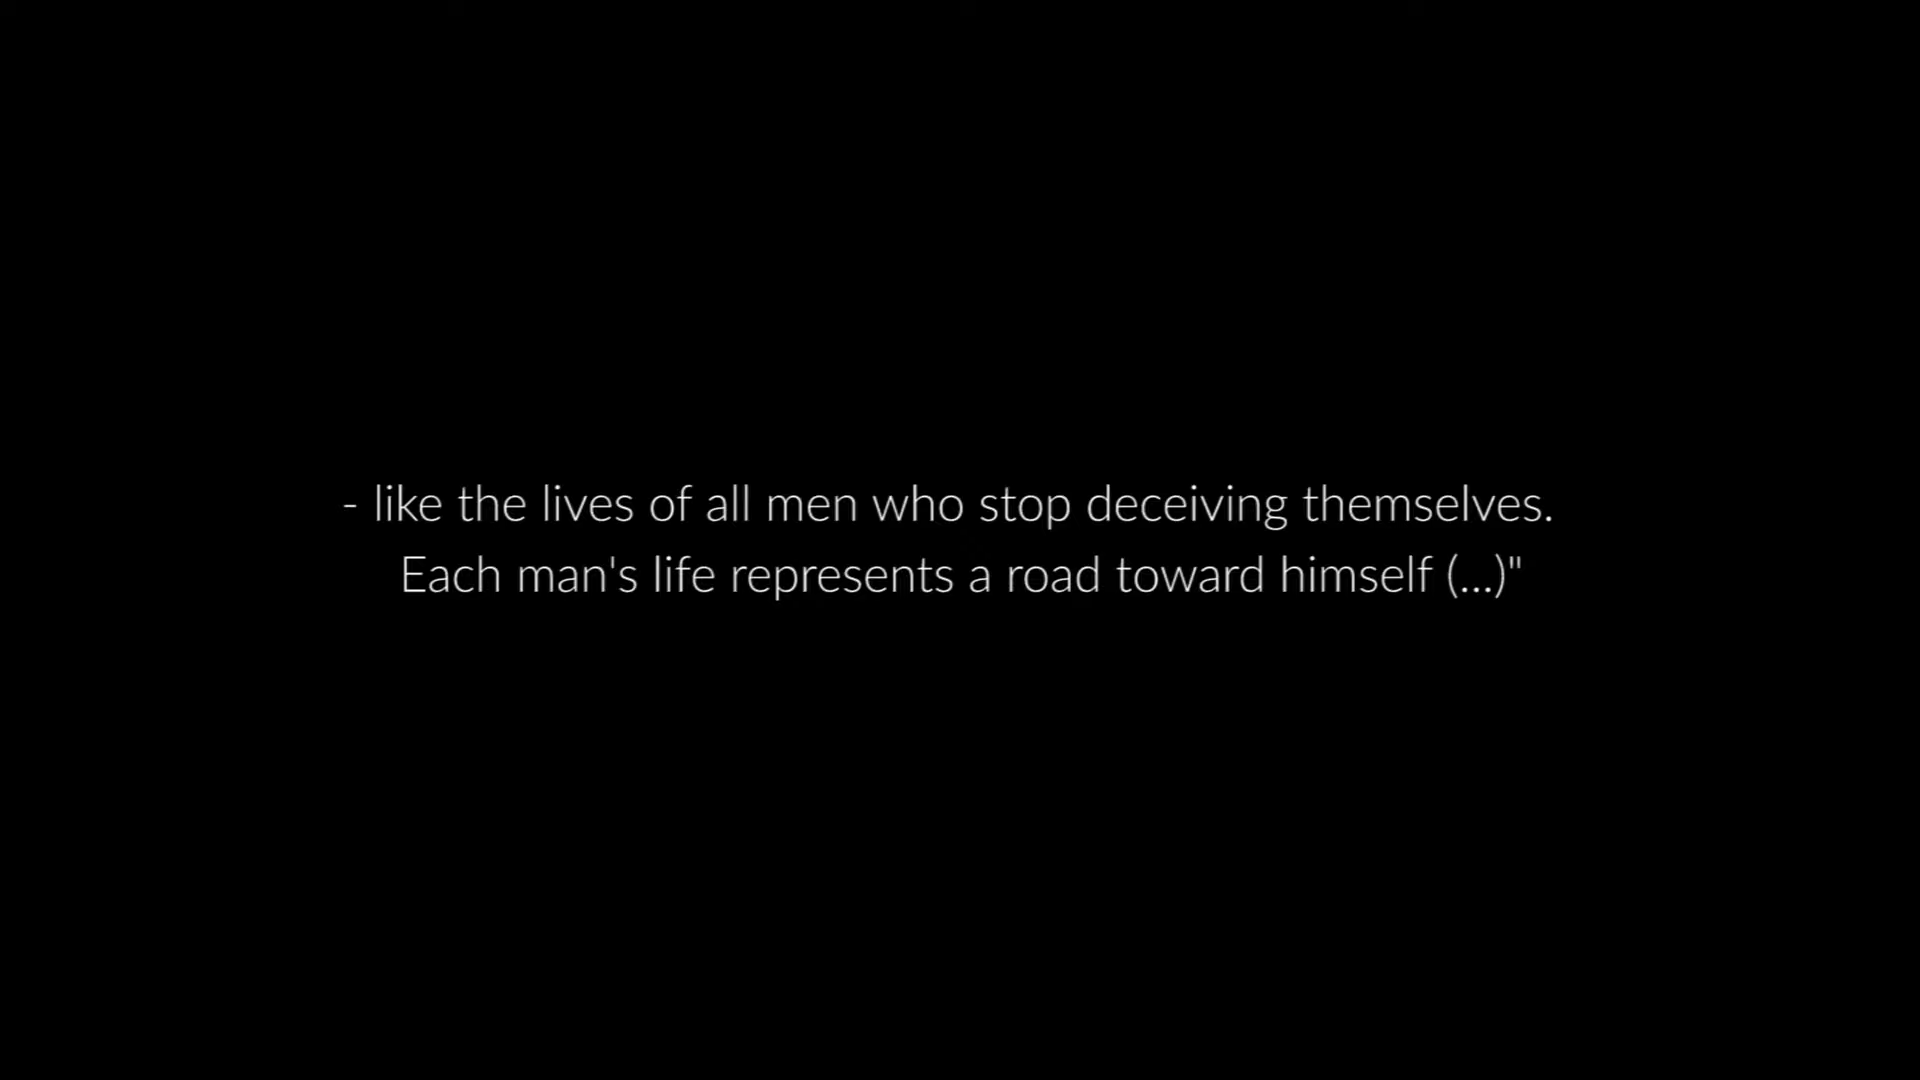 - like the lives of all men who stop deceiving themselves.
Each man's life represents a road toward himself (...)"